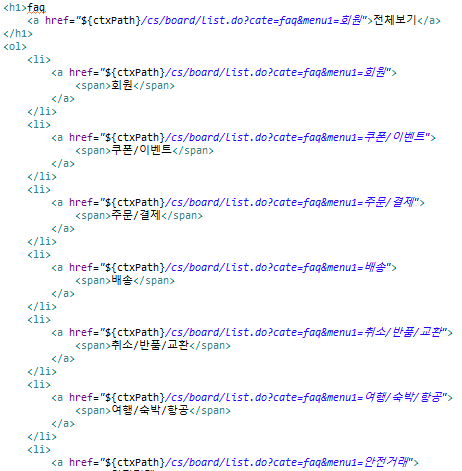 <h1>faq
<a href="${ctxPath}/cs/board/list.do?cate=faq&menu1=회원">전체보기</a>
</h1>
<ol>
<li>
<a href="${ctxPath}/cs/board/list.do?cate=faq&menu1=회원">
<span>회원</span>
</a>
</li>
<li>
<a href="${ctxPath}/cs/board/list.do?cate=faq&menu1=쿠폰/이벤트">
<span>쿠폰/이벤트</span>
</a>
</li>
<li>
<a href="${ctxPath}/cs/board/list.do?cate=faq&menu1=주문/결제">
<span>주문/결제</span>
</a>
</li>
<li>
<a href="${ctxPath}/cs/board/list.do?cate=faq&menu1=배송">
<span>배송</span>
</a>
</li>
<li>
<a href="${ctxPath}/cs/board/list.do?cate=faq&menu1=취소/반품/교환">
<span>취소/반품/교환</span>
</a>
</li>
<li>
<a href="${ctxPath}/cs/board/list.do?cate=faq&menu1=여행/숙박/항공">
<span>여행/숙박/항공</span>
</a>
</li>
<li>
<a href="${ctxPath}/cs/board/list.do?cate=faq&menu1=안전거래">